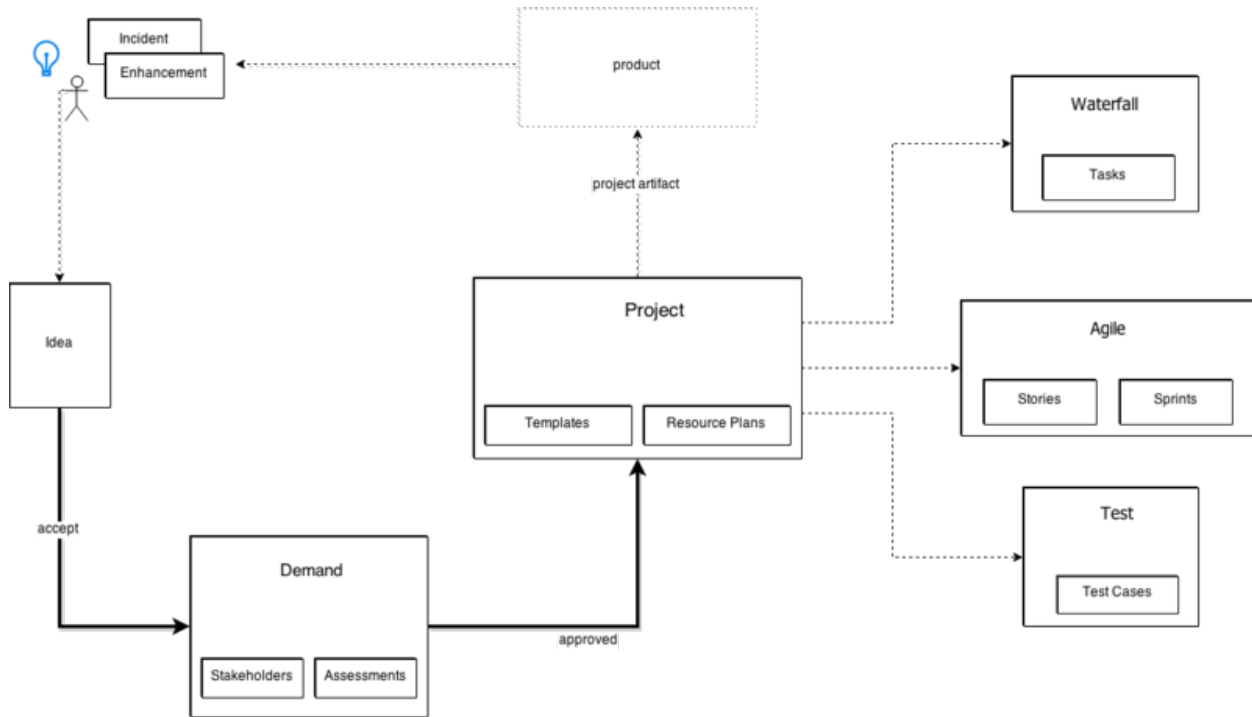 Incident
Enhancement
product
Waterfall
Tasks
project artifact
Idea
Project
Templates
Resource Plans
Agile
Stories
Sprints
accept
Demand
Stakeholders
Assessments
approved
Test
Test Cases